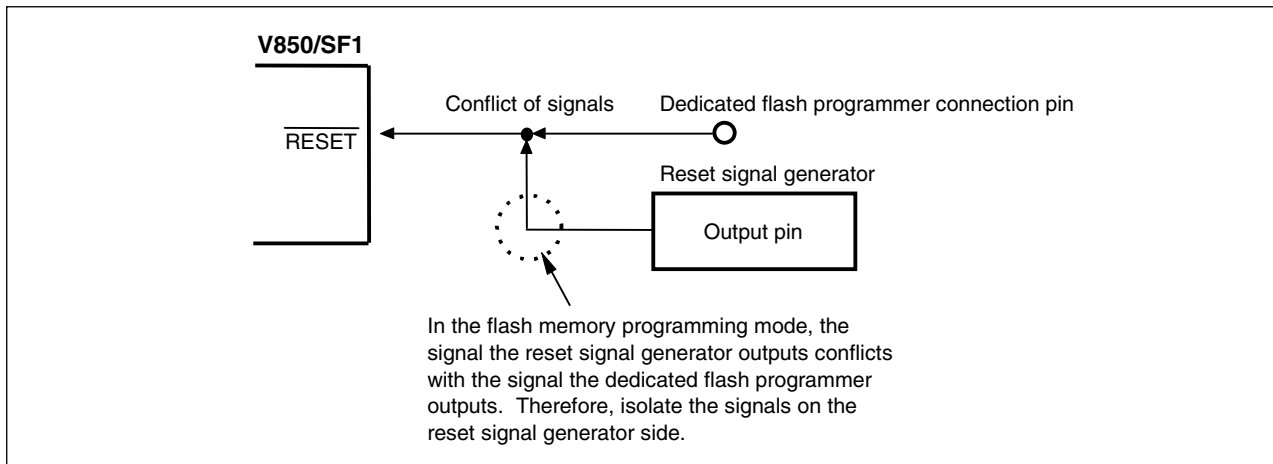 V850/SF1
Conflict of signals
Dedicated flash programmer connection pin
RESET
Reset signal generator
Output pin
In the flash memory programming mode, the
signal the reset signal generator outputs conflicts
with the signal the dedicated flash programmer
outputs.  Therefore, isolate the signals on the
reset signal generator side.